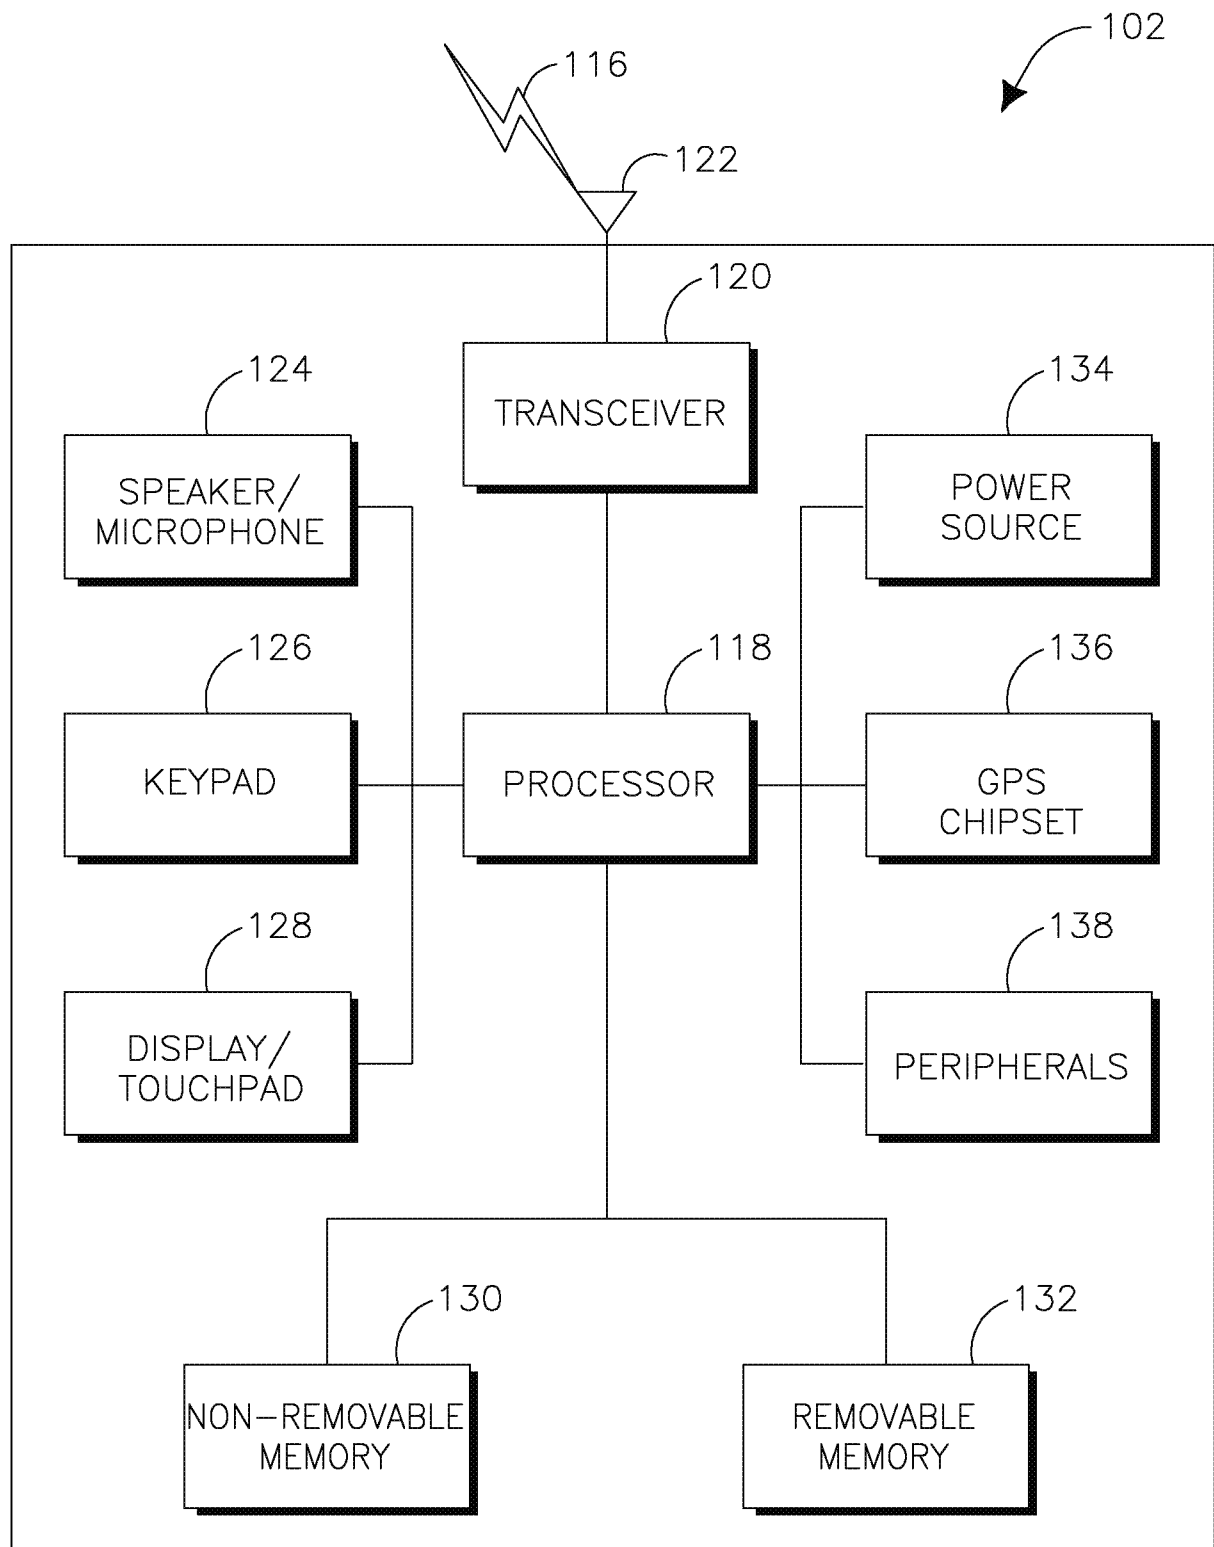 102
116
122
120
TRANSCEIVER
124
SPEAKER/
MICROPHONE
134
POWER
SOURCE
126
KEYPAD
118
PROCESSOR
136
GPS
CHIPSET
128
DISPLAY/
TOUCHPAD
138
PERIPHERALS
130
NON-REMOVABLE
MEMORY
132
REMOVABLE
MEMORY